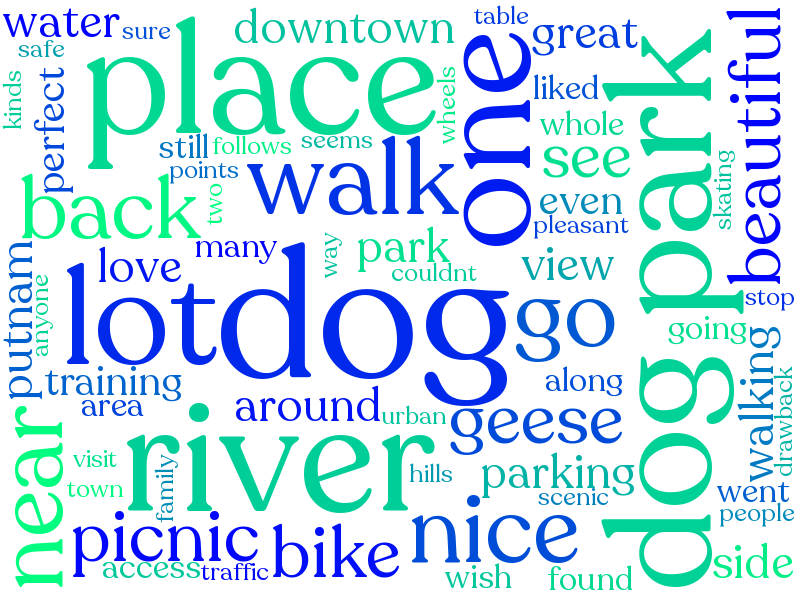 water
sure
downtown
table
great
safe
place
one
kinds
perfect
wheels
liked
dog park
beautiful
still
follows
seems
whole
points
walk
see
back
two
even
skating
pleasant
many
way
park
love
couldnt
view
putnam
anyone
lot
dog
go
stop
going
training
along
walking
drawback
area
around
urban
geese
near
river
visit
family
hills
parking
town
scenic
went
picnic
bike
nice
people
access
traffic
wish
found
side